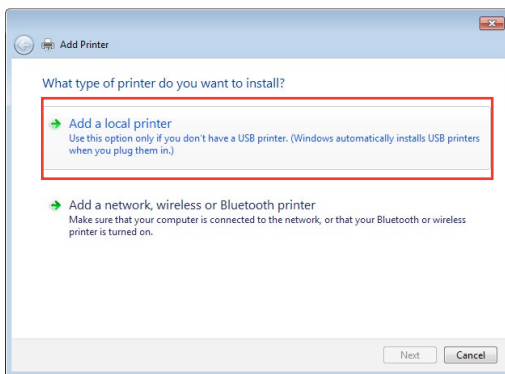 Add Printer
What type of printer do you want to install?
Add a local printer
Use this option only if you don't have a USB printer. (Windows automatically installs USB printers
when you plug them in.)
Add a network, wireless or Bluetooth printer
Make sure that your computer is connected to the network, or that your Bluetooth or wireless
printer is turned on.
Next Cancel